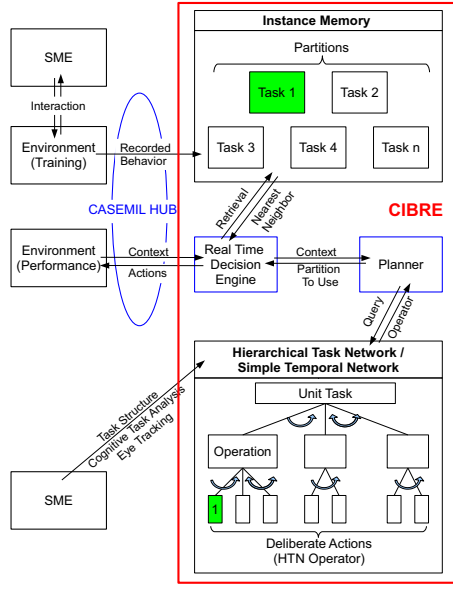 Instance Memory
Partitions
SME
Task 1
Task 2
Interaction
Task 3
Task 4
Task n
Environment
(Training)
Recorded
Behavior
CASEMIL HUB
Retrieval
Nearest
Neighbor
CIBRE
Environment
(Performance)
Context
Actions
Real Time
Decision
Engine
Context
Partition
To Use
Planner
Query
Operator
Hierarchical Task Network /
Simple Temporal Network
Unit Task
Task Structure
Cognitive Task Analysis
Eye Tracking
Operation
SME
1
Deliberate Actions
(HTN Operator)